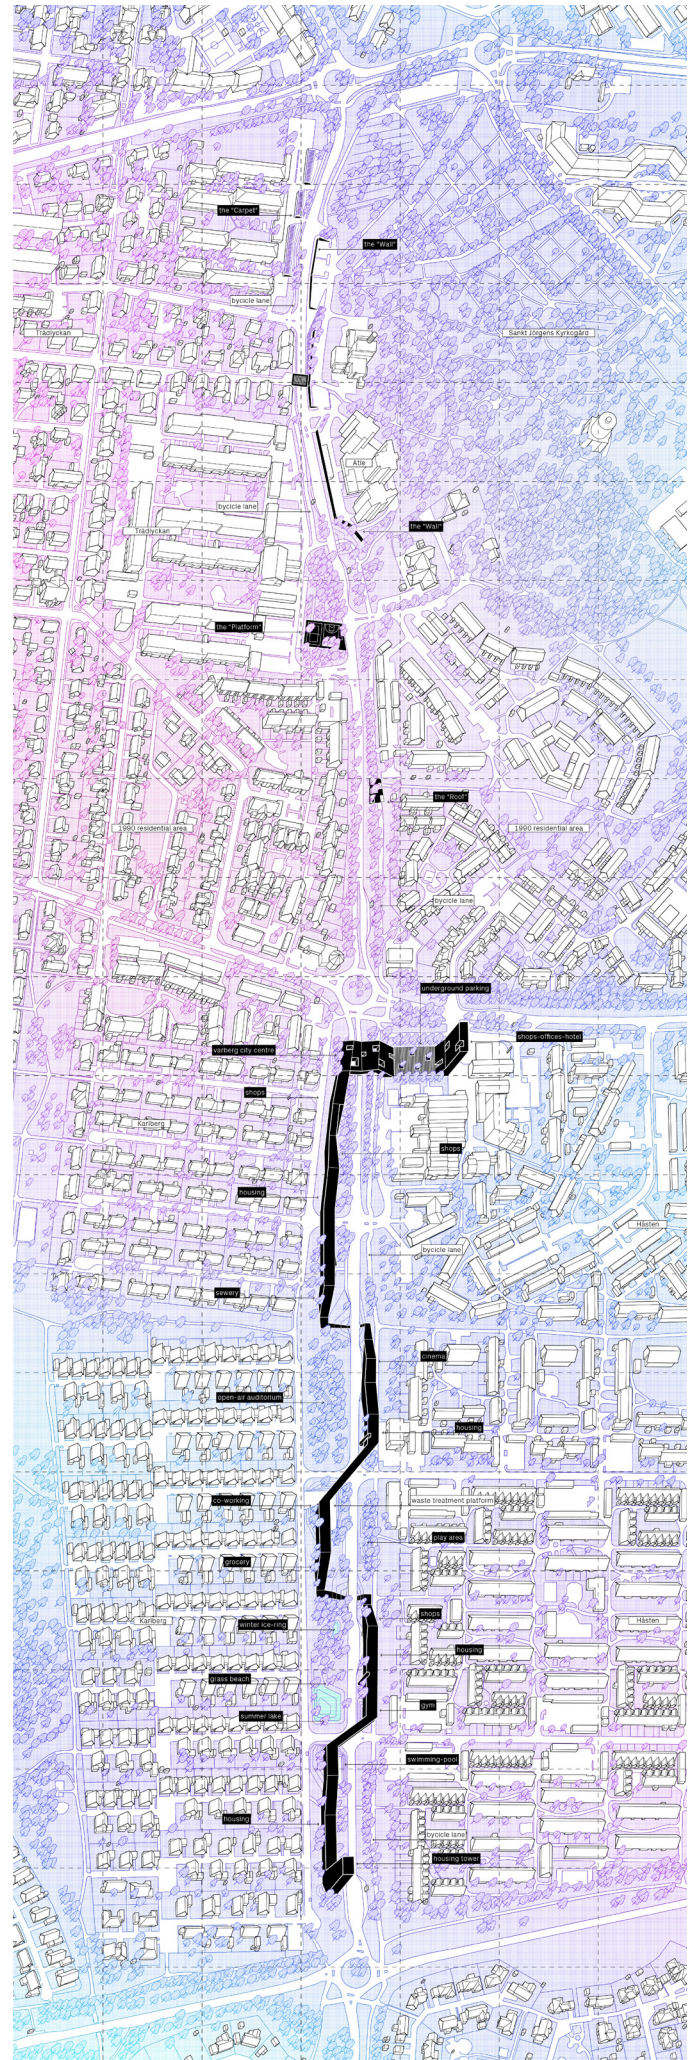 the "Carpet"
the "Wall"
bycicle lane
Trädlyckan
Sankt Jörgens Kyrkogård
Atle
bycicle lane
the "Wall"
Trädlyckan
the "Platform"
the "Roof"
1990 residential area
1990 residential area
bycicle lane
underground parking
shops-offices-hotel
varberg city centre
shops
Karlberg
shops
housing
Håsten
bycicle lane
sewery
cinema
open-air auditorium
housing
co-working
waste treatment platform
play area
grocery
shops
Karlberg
Håsten
winter ice-ring
housing
grass beach
gym
summer lake
swimming-pool
housing
bycicle lane
housing tower